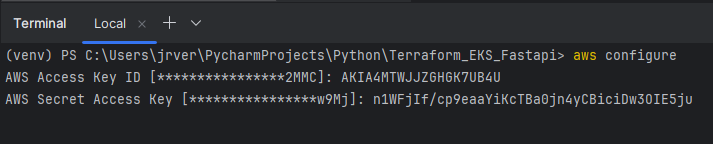 Terminal Local ×
(venv) PS C:\Users\jrver\PycharmProjects\Python\Terraform_EKS_Fastapi> aws configure
AWS Access Key ID [****************2MMC]: AKIA4MTWJJZGHGK7UB4U
AWS Secret Access Key [****************w9Mj]: 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